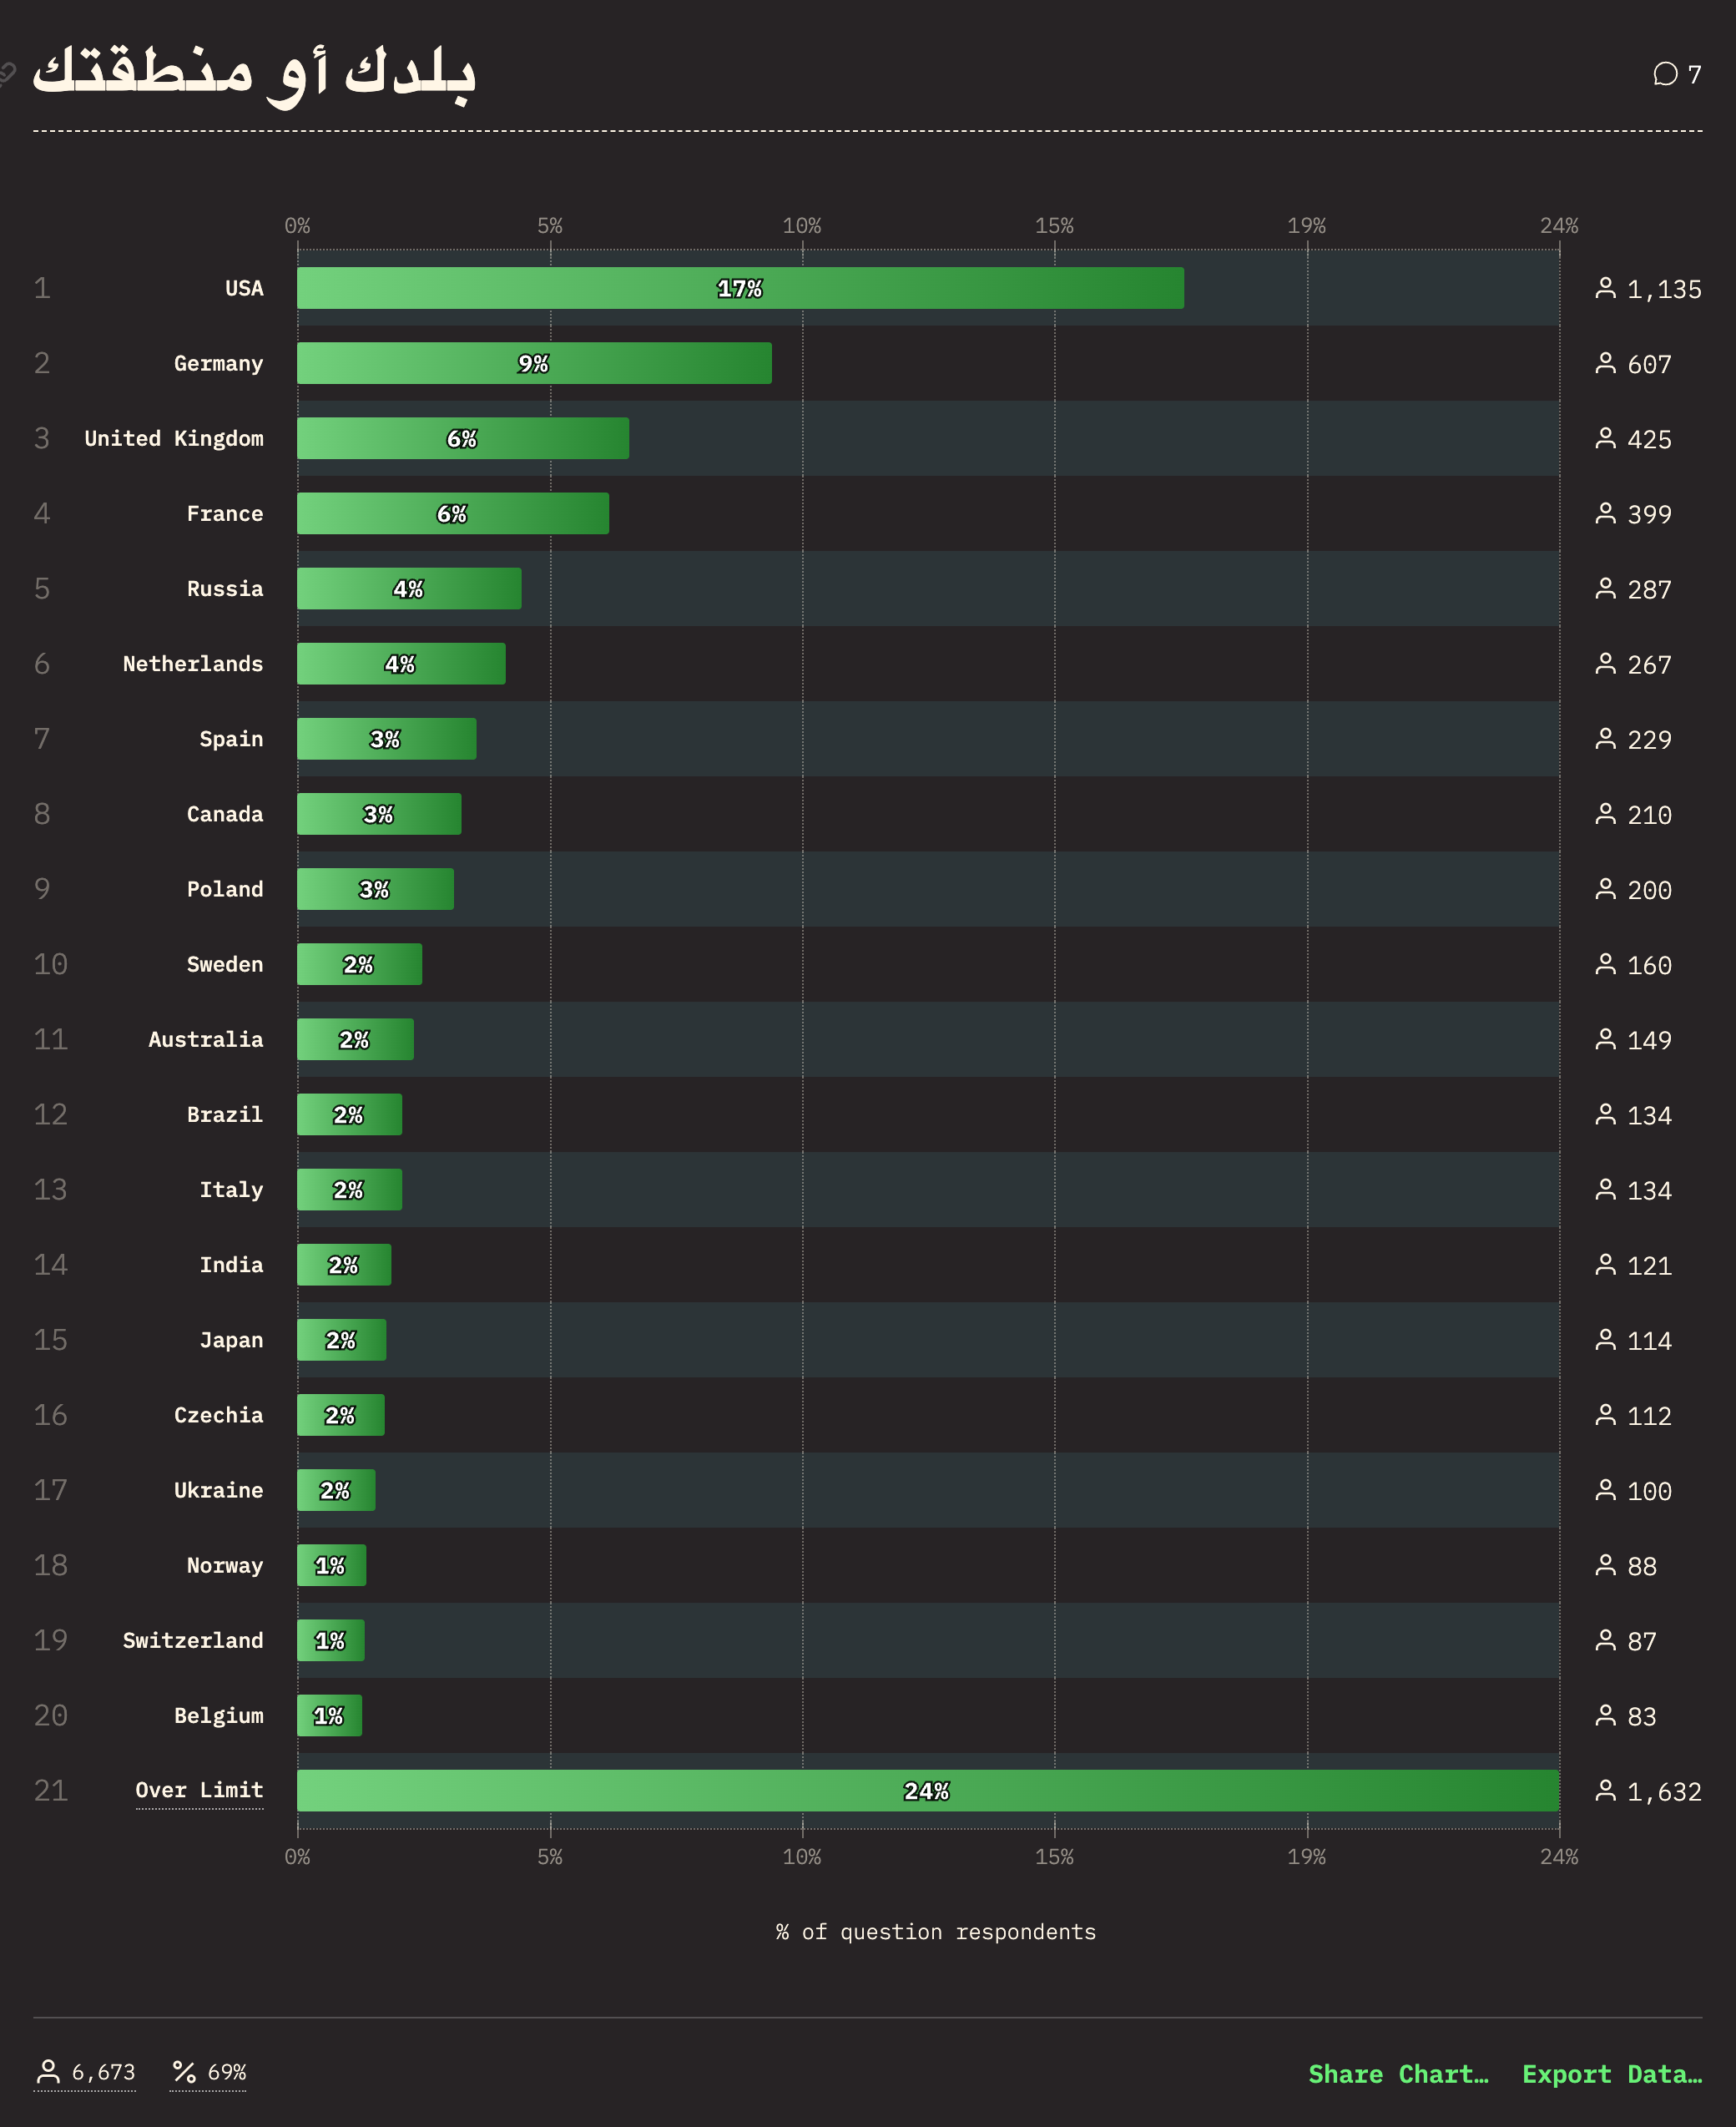 بلدك أو منطقتك
7
0% 5% 10% 15% 19% 24%
1 USA 17% 1,135
2 Germany 9% 607
3 United Kingdom 6% 425
4 France 6% 399
5 Russia 4% 287
6 Netherlands 4% 267
7 Spain 3% 229
8 Canada 3% 210
9 Poland 3% 200
10 Sweden 2% 160
11 Australia 2% 149
12 Brazil 2% 134
13 Italy 2% 134
14 India 2% 121
15 Japan 2% 114
16 Czechia 2% 112
17 Ukraine 2% 100
18 Norway 1% 88
19 Switzerland 1% 87
20 Belgium 1% 83
21 Over Limit 24% 1,632
0% 5% 10% 15% 19% 24%
% of question respondents
6,673 69% Share Chart… Export Data…